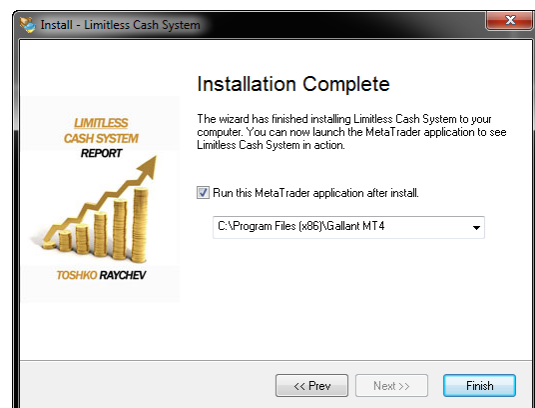 Install - Limitless Cash System
Installation Complete
The wizard has finished installing Limitless Cash System to your
computer. You can now launch the MetaTrader application to see
Limitless Cash System in action.
LIMITLESS
CASH SYSTEM
REPORT
TOSHKO RAYCHEV
Run this MetaTrader application after install.
C:\Program Files (x86)\Gallant MT4
<< Prev
Next >>
Finish